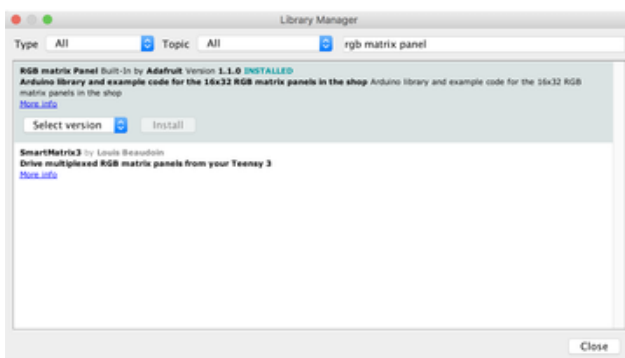 Library Manager
Type All Topic All rgb matrix panel
RGB matrix Panel Built-In by Adafruit Version 1.1.0 INSTALLED
Arduino library and example code for the 16x32 RGB matrix panels in the shop Arduino library and example code for the 16x32 RGB
matrix panels in the shop
More info
Select version Install
SmartMatrix3 by Louis Beaudoin
Drive multiplexed RGB matrix panels from your Teensy 3
More info
Close